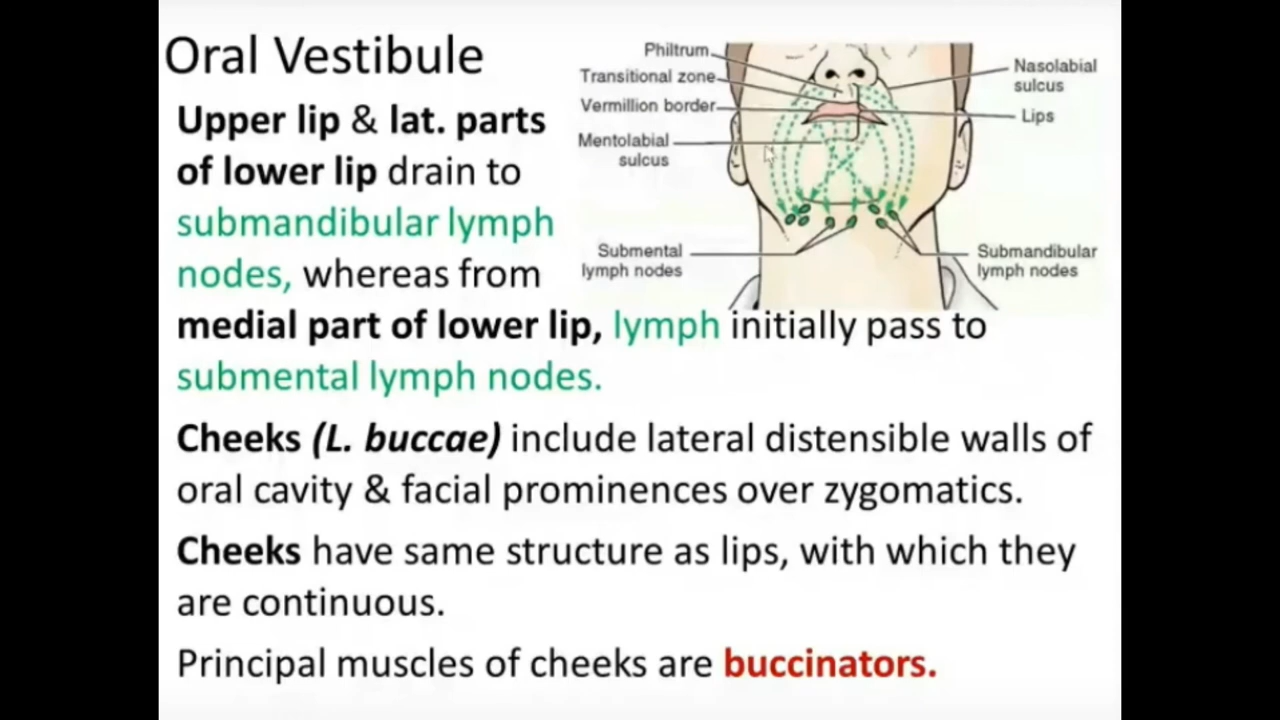 Oral Vestibule
Upper lip & lat. parts
of lower lip drain to
submandibular lymph
nodes, whereas from
medial part of lower lip, lymph initially pass to
submental lymph nodes.
Cheeks (L. buccae) include lateral distensible walls of
oral cavity & facial prominences over zygomatics.
Cheeks have same structure as lips, with which they
are continuous.
Principal muscles of cheeks are buccinators.
Philtrum
Transitional zone
Vermillion border
Mentolabial
sulcus
Submental
lymph nodes
Nasolabial
sulcus
Lips
Submandibular
lymph nodes